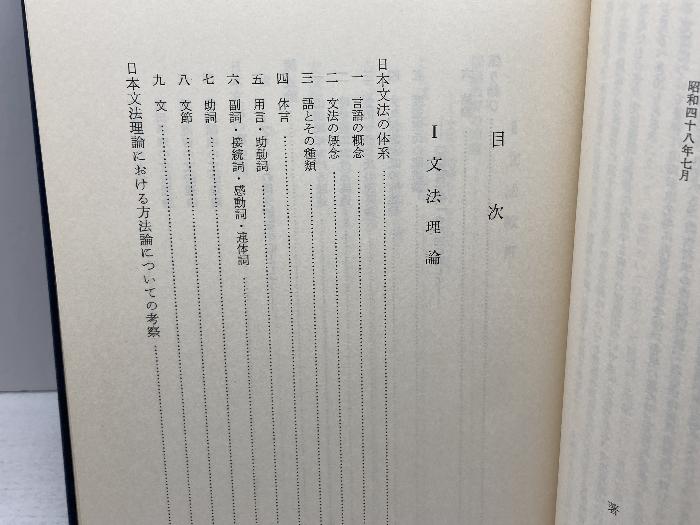 昭和四十八年七月
目次
I 文法理論
日本文法の体系
一 言語の概念
二 文法の概念
三 語とその種類
四 体言
五 用言・助動詞
六 副詞・接続詞・感動詞・連体詞
七 助詞
八 文節
九 文
日本文法理論における方法論についての考察